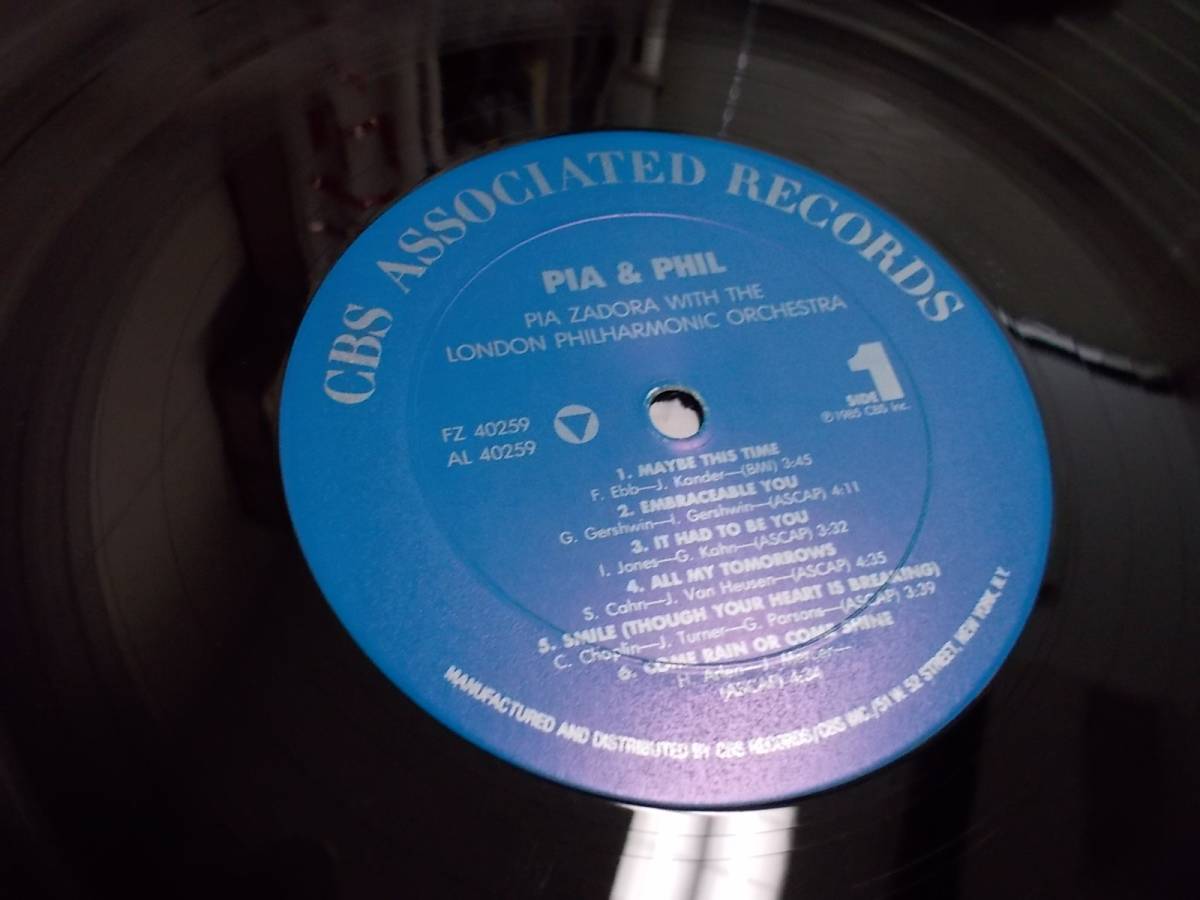 CBS ASSOCIATED RECORDS
PIA & PHIL
PIA ZADORA WITH THE
LONDON PHILHARMONIC ORCHESTRA
SIDE 1
℗ 1985 CBS Inc.
FZ 40259
AL 40259
1. MAYBE THIS TIME
F. Ebb—J. Kander—(BMI) 3:45
2. EMBRACEABLE YOU
G. Gershwin—I. Gershwin—(ASCAP) 4:11
3. IT HAD TO BE YOU
I. Jones—G. Kahn—(ASCAP) 3:32
4. ALL MY TOMORROWS
S. Cahn—J. Van Heusen—(ASCAP) 4:35
5. SMILE (THOUGH YOUR HEART IS BREAKING)
C. Chaplin—J. Turner—G. Parsons—(ASCAP) 3:39
6. COME RAIN OR COME SHINE
H. Arlen—J. Mercer—
(ASCAP) 4:34
MANUFACTURED AND DISTRIBUTED BY CBS RECORDS/CBS INC./51 W. 52 STREET, NEW YORK, N.Y.